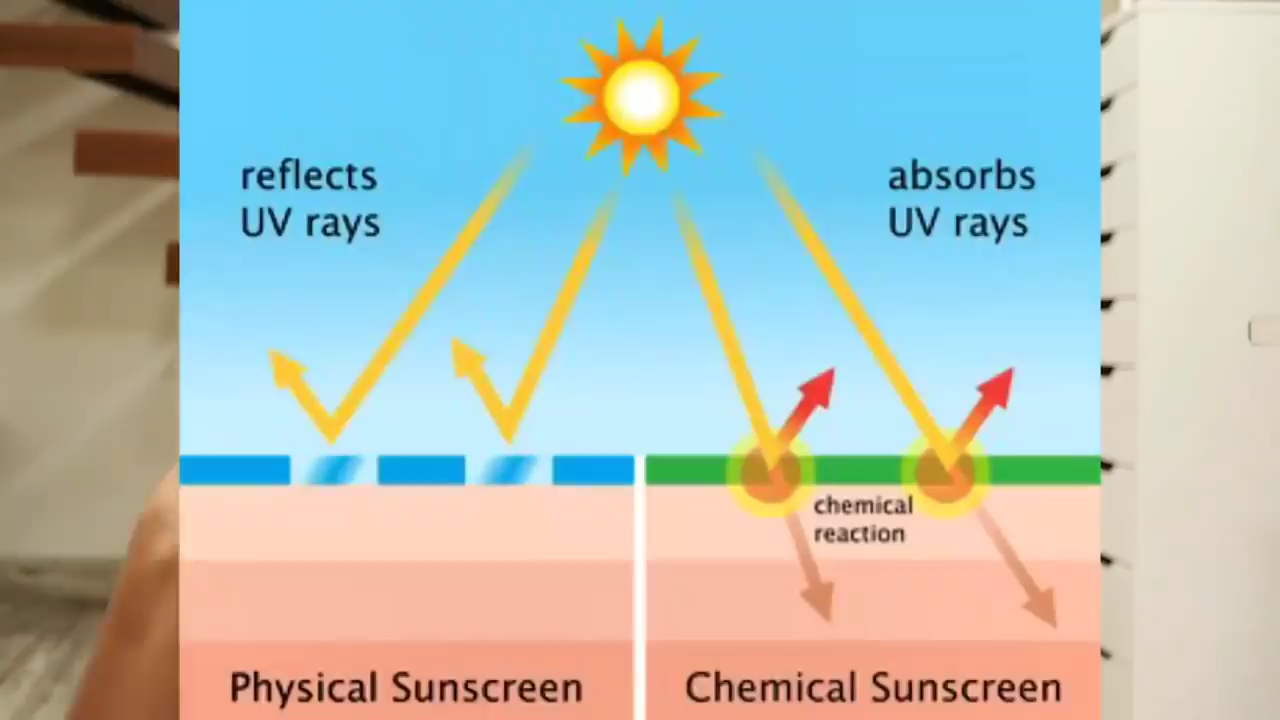 reflects
UV rays
absorbs
UV rays
chemical
reaction
Physical Sunscreen
Chemical Sunscreen